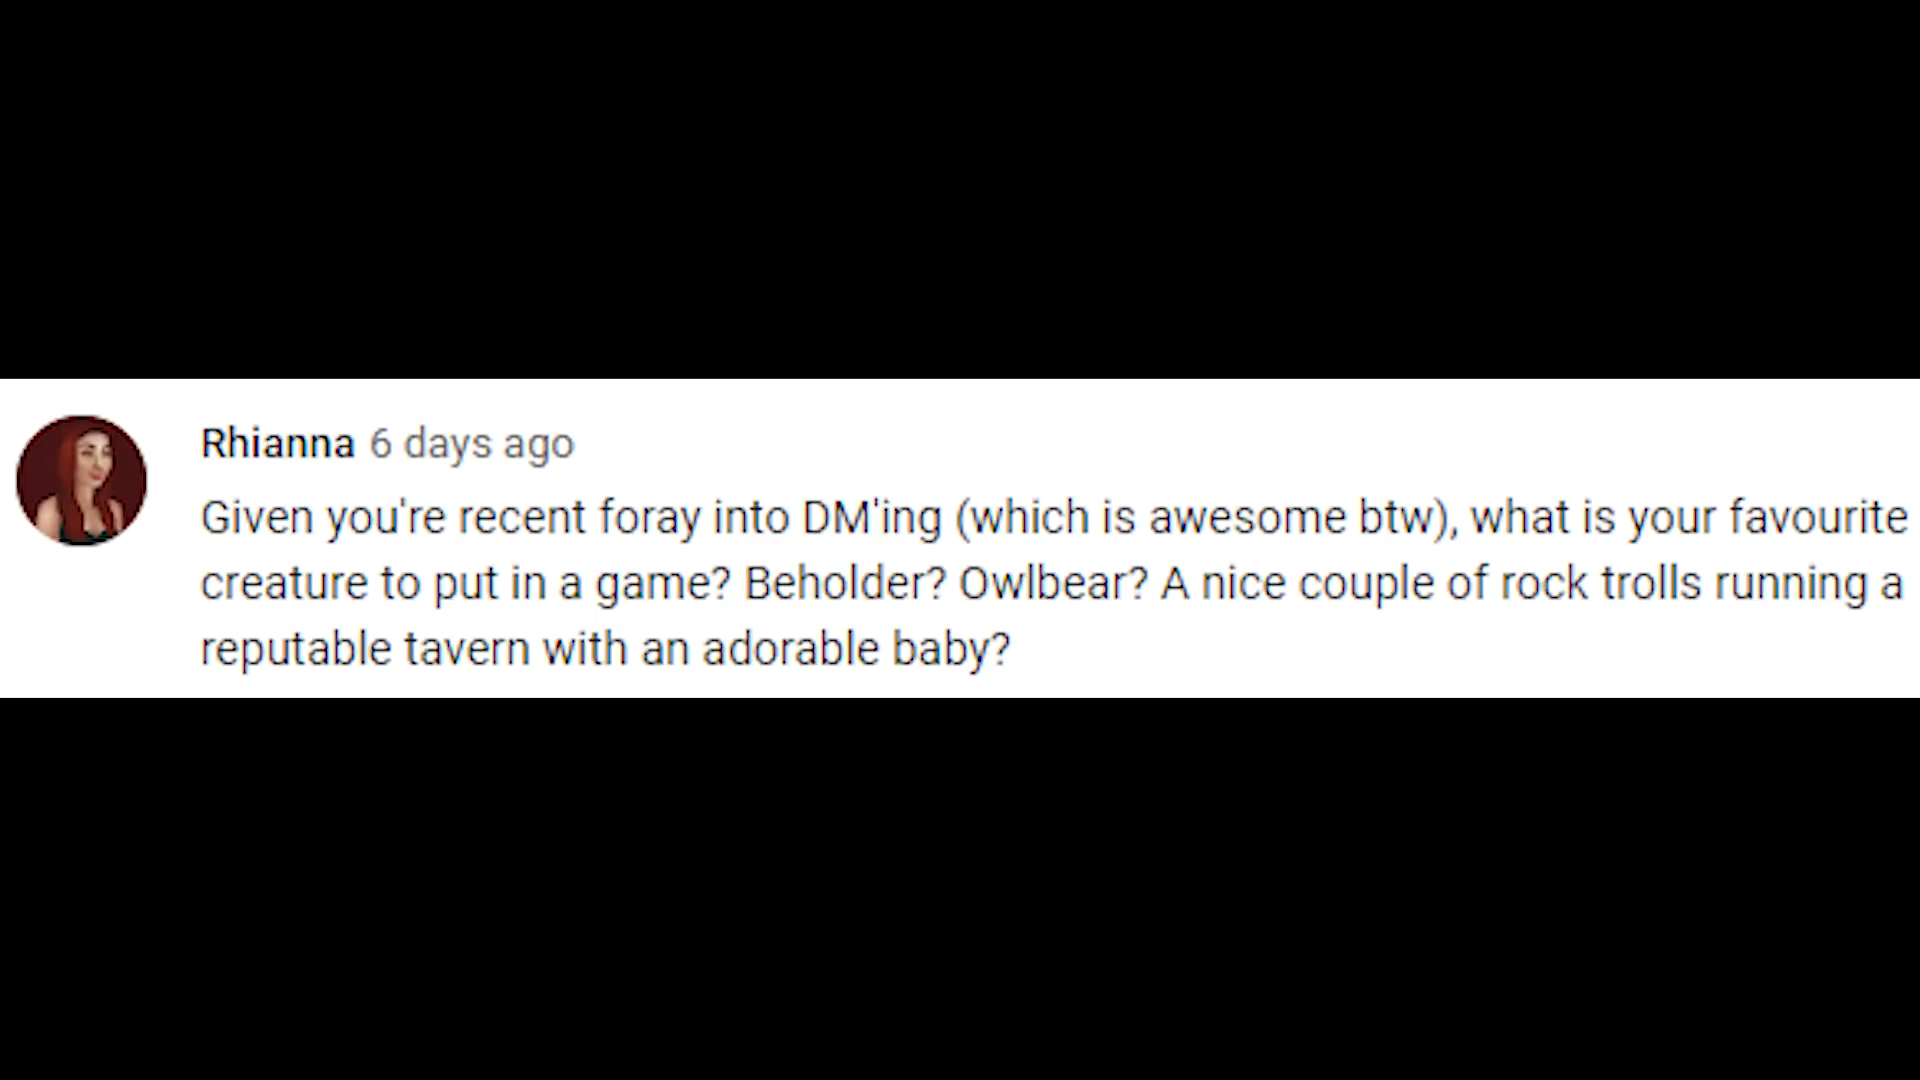 Rhianna 6 days ago
Given you're recent foray into DM'ing (which is awesome btw), what is your favourite
creature to put in a game? Beholder? Owlbear? A nice couple of rock trolls running a
reputable tavern with an adorable baby?